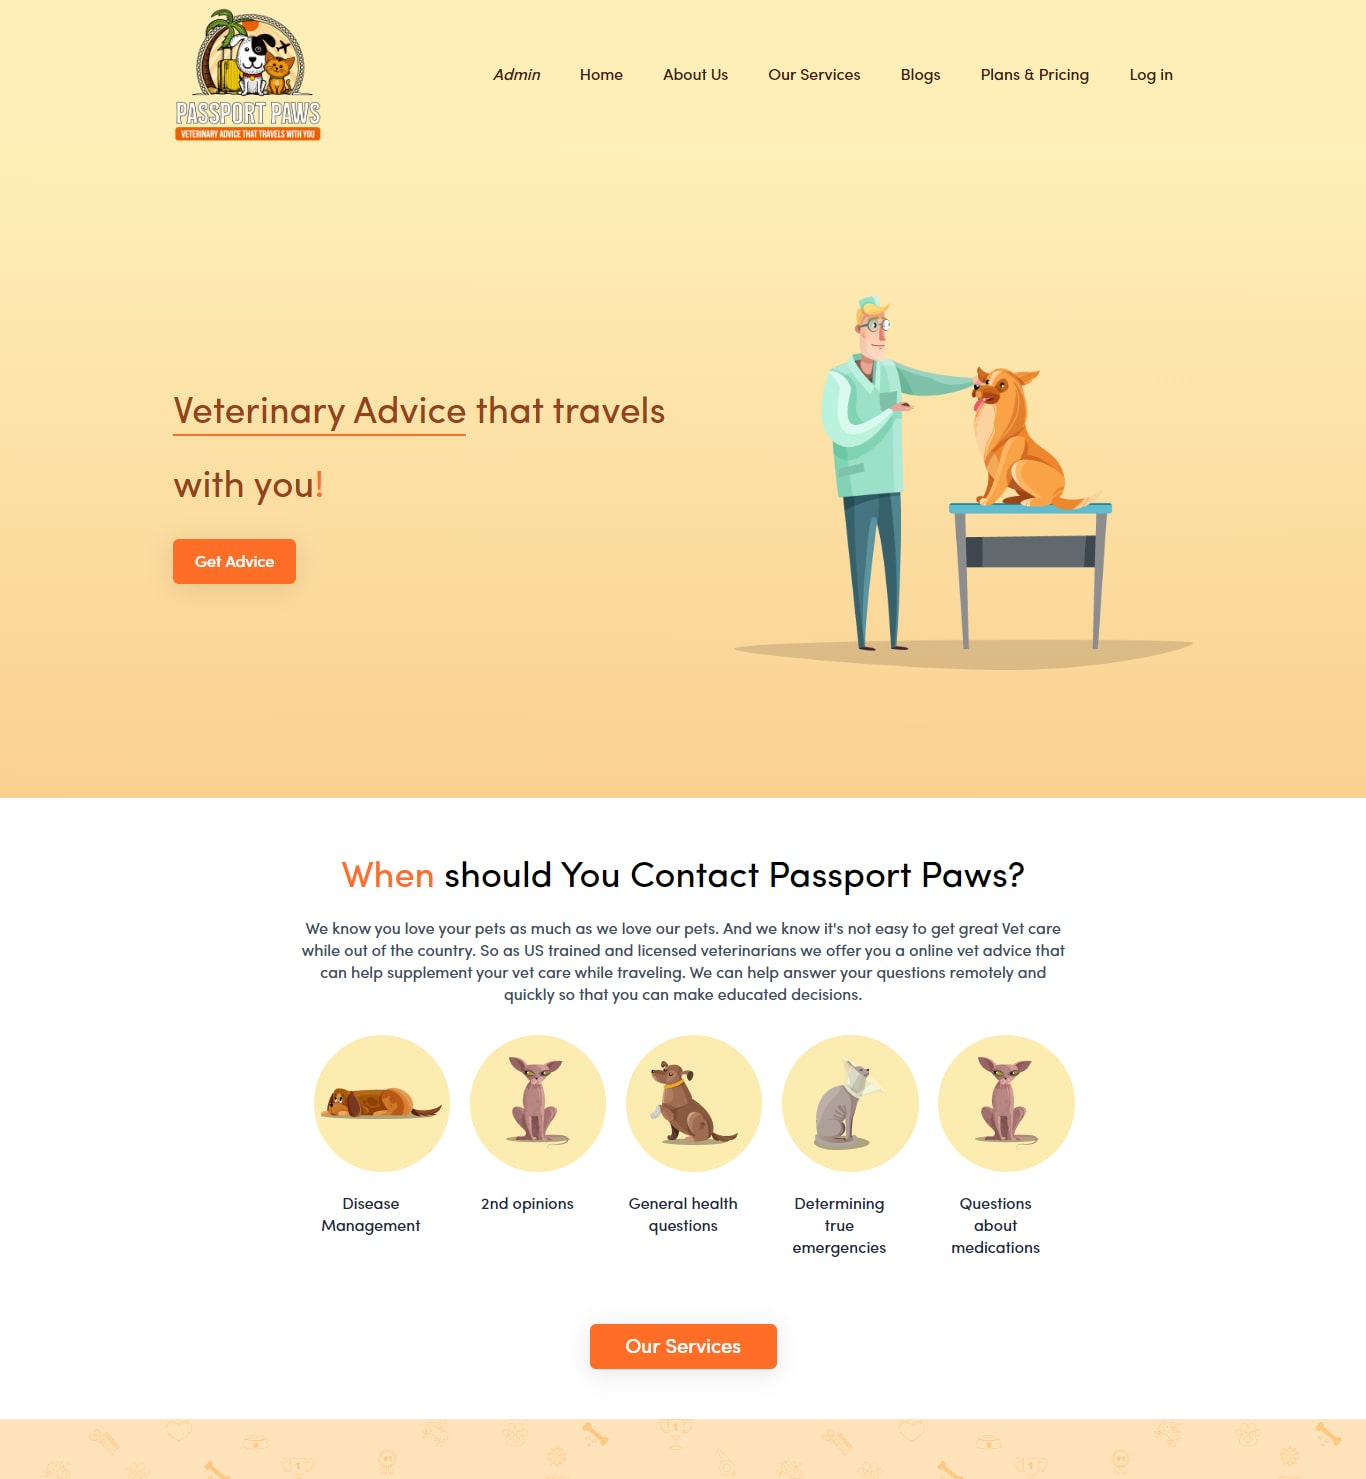 PASSPORT PAWS
VETERINARY ADVICE THAT TRAVELS WITH YOU
Admin Home About Us Our Services Blogs Plans & Pricing Log in
Veterinary Advice that travels
with you!
Get Advice
When should You Contact Passport Paws?
We know you love your pets as much as we love our pets. And we know it's not easy to get great Vet care
while out of the country. So as US trained and licensed veterinarians we offer you a online vet advice that
can help supplement your vet care while traveling. We can help answer your questions remotely and
quickly so that you can make educated decisions.
Disease
Management
2nd opinions
General health
questions
Determining
true
emergencies
Questions
about
medications
Our Services